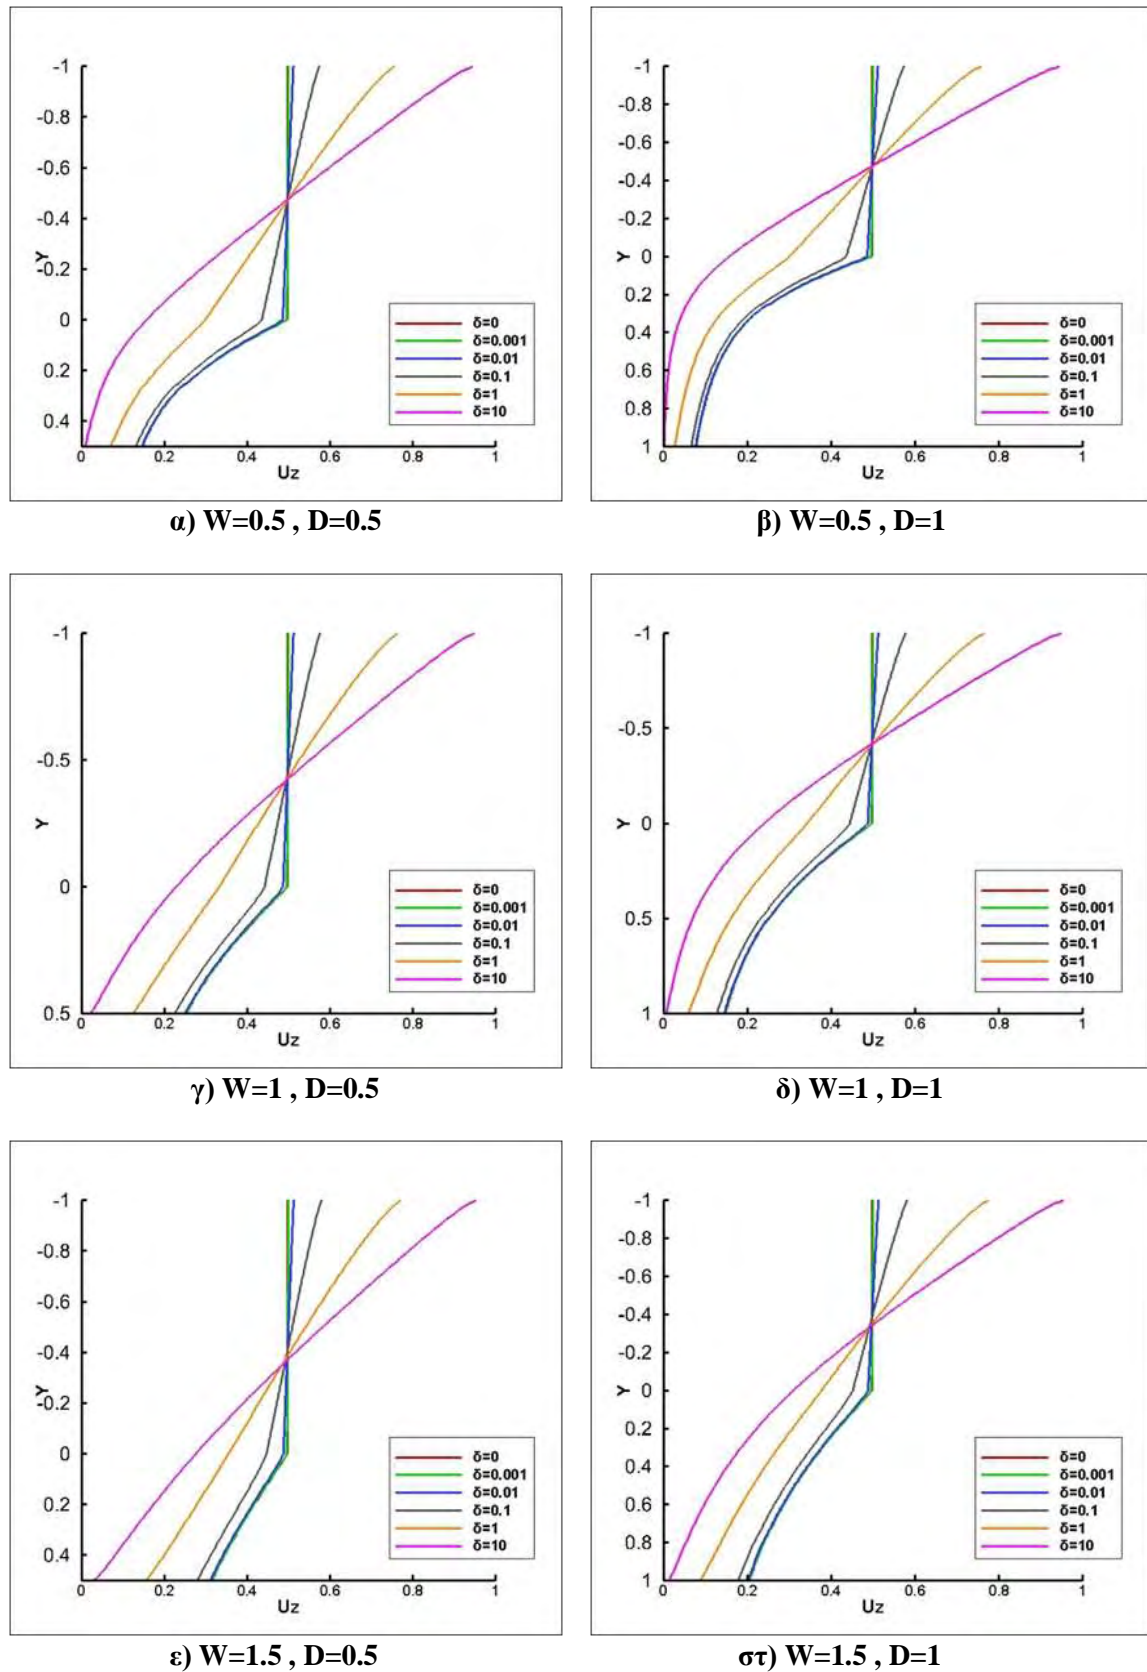 -1
-0.8
-0.6
-0.4
Y
-0.2
0
0.2
0.4
0 0.2 0.4 0.6 0.8 1
Uz
δ=0
δ=0.001
δ=0.01
δ=0.1
δ=1
δ=10
α) W=0.5 , D=0.5
-1
-0.8
-0.6
-0.4
-0.2
Y 0
0.2
0.4
0.6
0.8
1
0 0.2 0.4 0.6 0.8 1
Uz
δ=0
δ=0.001
δ=0.01
δ=0.1
δ=1
δ=10
β) W=0.5 , D=1
-1
-0.5
Y
0
0.5
0 0.2 0.4 0.6 0.8 1
Uz
δ=0
δ=0.001
δ=0.01
δ=0.1
δ=1
δ=10
γ) W=1 , D=0.5
-1
-0.5
Y 0
0.5
1
0 0.2 0.4 0.6 0.8 1
Uz
δ=0
δ=0.001
δ=0.01
δ=0.1
δ=1
δ=10
δ) W=1 , D=1
-1
-0.8
-0.6
-0.4
Y
-0.2
0
0.2
0.4
0 0.2 0.4 0.6 0.8 1
Uz
δ=0
δ=0.001
δ=0.01
δ=0.1
δ=1
δ=10
ε) W=1.5 , D=0.5
-1
-0.8
-0.6
-0.4
-0.2
Y 0
0.2
0.4
0.6
0.8
1
0 0.2 0.4 0.6 0.8 1
Uz
δ=0
δ=0.001
δ=0.01
δ=0.1
δ=1
δ=10
στ) W=1.5 , D=1